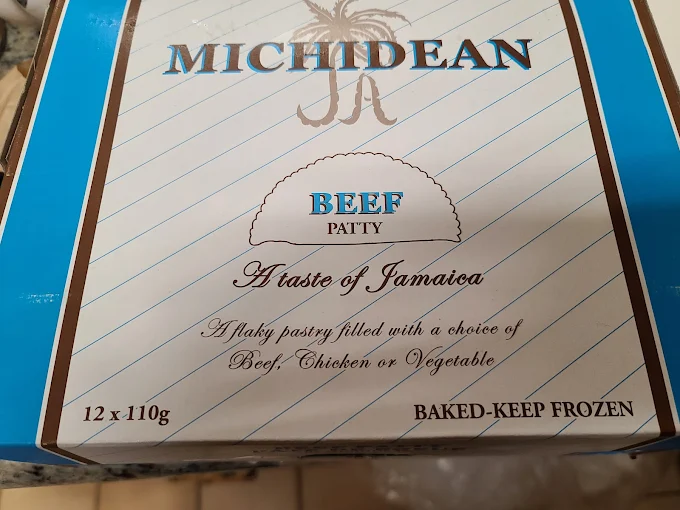 MICHIDEAN
JA
BEEF
PATTY
A taste of Jamaica
A flaky pastry filled with a choice of
Beef, Chicken or Vegetable
12 x 110g
BAKED-KEEP FROZEN